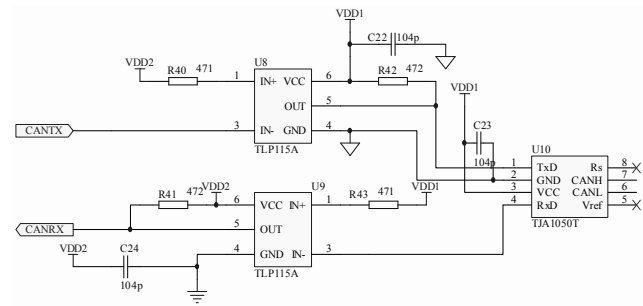 VDD1
C22 104p
U8
VDD2 R40 471 1 IN+ VCC 6 R42 472
VDD1
OUT 5
CANTX 3 IN- GND 4
TLP115A
C23
104p
U10
1 TxD Rs 8
2 GND CANH 7
3 VCC CANL 6
4 RxD Vref 5
TJA1050T
R41 472 VDD2 U9 R43 471 VDD1
6 VCC IN+ 1
CANRX 5 OUT
VDD2 C24 4 GND IN- 3
104p
TLP115A